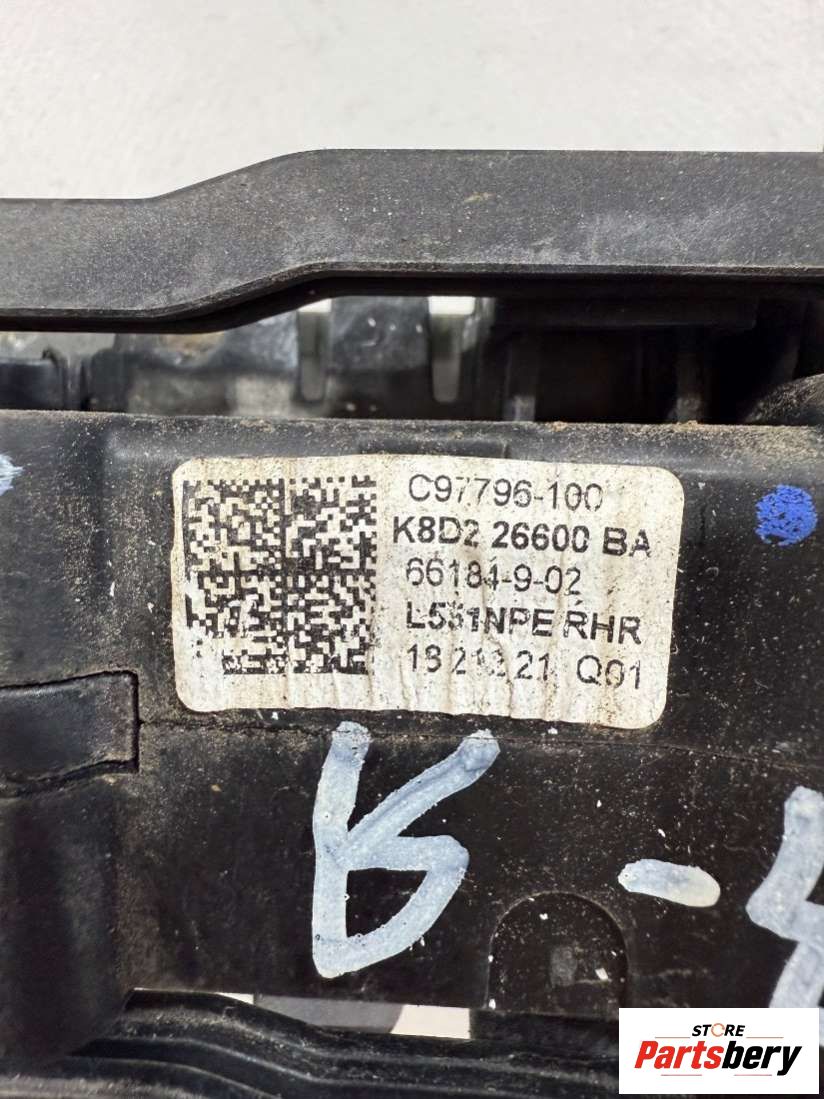 C97796-100
K8D2 26600 BA
66184-9-02
L551NPE RHR
Q01
B -
STORE
Partsbery